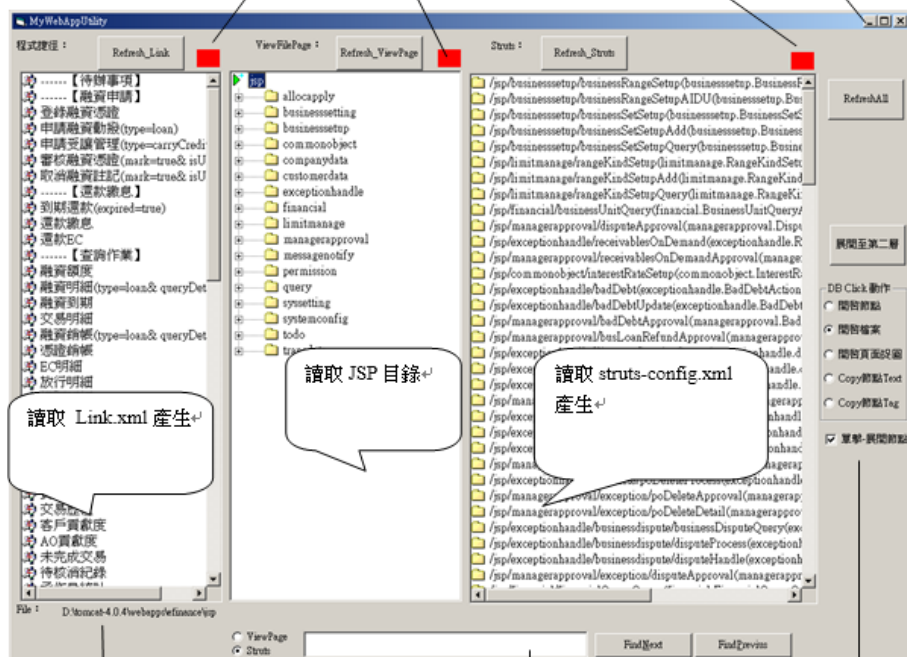 MyWebAppUtility
程式捷徑：
Refresh_Link
ViewFilePage：
Refresh_ViewPage
Struts：
Refresh_Struts
RefreshAll
------【待辦事項】
------【融資申請】
登錄融資憑證
申請融資動撥(type=loan)
申請受讓管理(type=carryCredi
審核融資憑證(mark=true& isU
取消融資註記(mark=true& isU
------【還款繳息】
到期還款(expired=true)
還款繳息
還款EC
------【查詢作業】
融資額度
融資明細(type=loan& queryDet
融資到期
交易明細
融資銷帳(type=loan& queryDet
憑證銷帳
EC明細
放行明細
讀取 Link.xml 產生
客戶貢獻度
AO貢獻度
未完成交易
待核消紀錄
jsp
allocapply
businesssetting
businesssetup
commonobject
companydata
customerdata
exceptionhandle
financial
limitmanage
managerapproval
messagenotify
permission
query
syssetting
systemconfig
todo
讀取 JSP 目錄
/jsp/businesssetup/businessRangeSetup(businesssetup.BusinessR
/jsp/businesssetup/businessRangeSetupAIDU(businesssetup.Bus
/jsp/businesssetup/businessSetSetup(businesssetup.BusinessSetS
/jsp/businesssetup/businessSetSetupAdd(businesssetup.Business
/jsp/businesssetup/businessSetSetupQuery(businesssetup.Busine
/jsp/limitmanage/rangeKindSetup(limitmanage.RangeKindSetu
/jsp/limitmanage/rangeKindSetupAdd(limitmanage.RangeKind
/jsp/limitmanage/rangeKindSetupQuery(limitmanage.RangeKi
/jsp/financial/businessUnitQuery(financial.BusinessUnitQueryA
/jsp/managerapproval/disputeApproval(managerapproval.Dispu
/jsp/exceptionhandle/receivablesOnDemand(exceptionhandle.R
/jsp/managerapproval/receivablesOnDemandApproval(manage
/jsp/commonobject/interestRateSetup(commonobject.InterestRa
/jsp/exceptionhandle/badDebt(exceptionhandle.BadDebtAction
/jsp/exceptionhandle/badDebtUpdate(exceptionhandle.BadDebt
/jsp/managerapproval/badDebtApproval(managerapproval.Bad
/jsp/managerapproval/busLoanRefundApproval(managerappro
讀取 struts-config.xml
產生
/jsp/managerapproval/exception/poDeleteApproval(managerap
/jsp/managerapproval/exception/poDeleteDetail(managerappro
/jsp/exceptionhandle/businessdispute/businessDisputeQuery(exc
/jsp/exceptionhandle/businessdispute/disputeProcess(exceptionh
/jsp/exceptionhandle/businessdispute/disputeHandle(exceptionh
/jsp/managerapproval/exception/disputeApproval(managerappr
展開至第二層
DB Click 動作
開啟節點
開啟檔案
開啟頁面設圖
Copy節點Text
Copy節點Tag
單擊-展開節點
File：
D:\tomcat-4.0.4\webapps\efinance\jsp
ViewPage
Struts
FindNext
FindPrevins